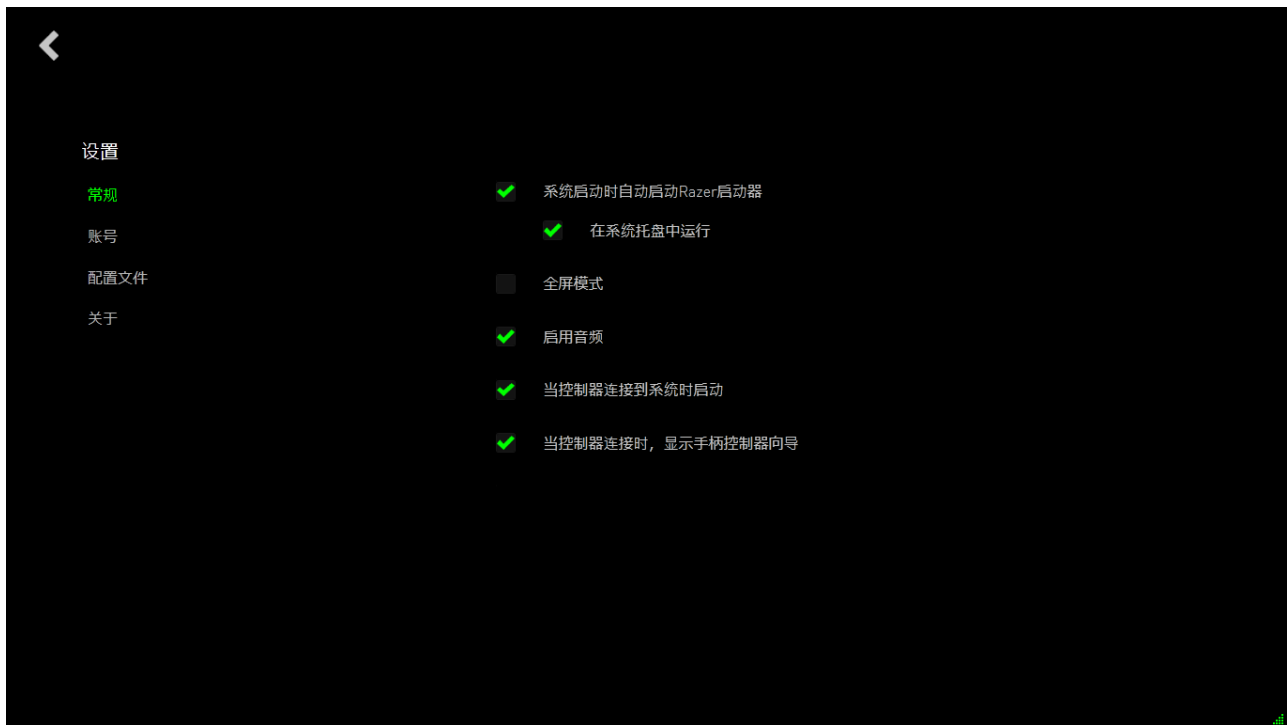 设置
常规
账号
配置文件
关于
系统启动时自动启动Razer启动器
在系统托盘中运行
全屏模式
启用音频
当控制器连接到系统时启动
当控制器连接时，显示手柄控制器向导